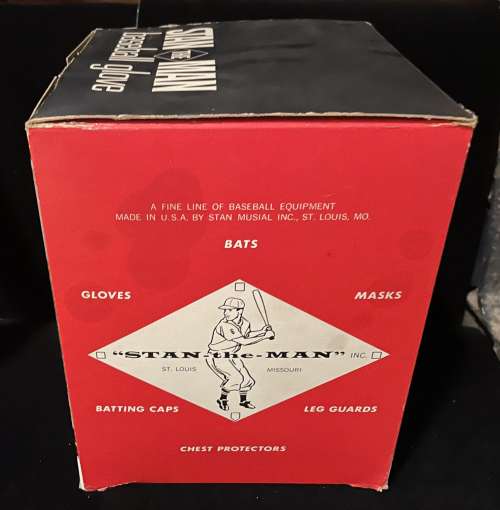 STAN
THE
MAN
baseball glove
A FINE LINE OF BASEBALL EQUIPMENT
MADE IN U.S.A. BY STAN MUSIAL INC., ST. LOUIS, MO.
BATS
GLOVES MASKS
"STAN-the-MAN" INC.
ST. LOUIS MISSOURI
BATTING CAPS LEG GUARDS
CHEST PROTECTORS